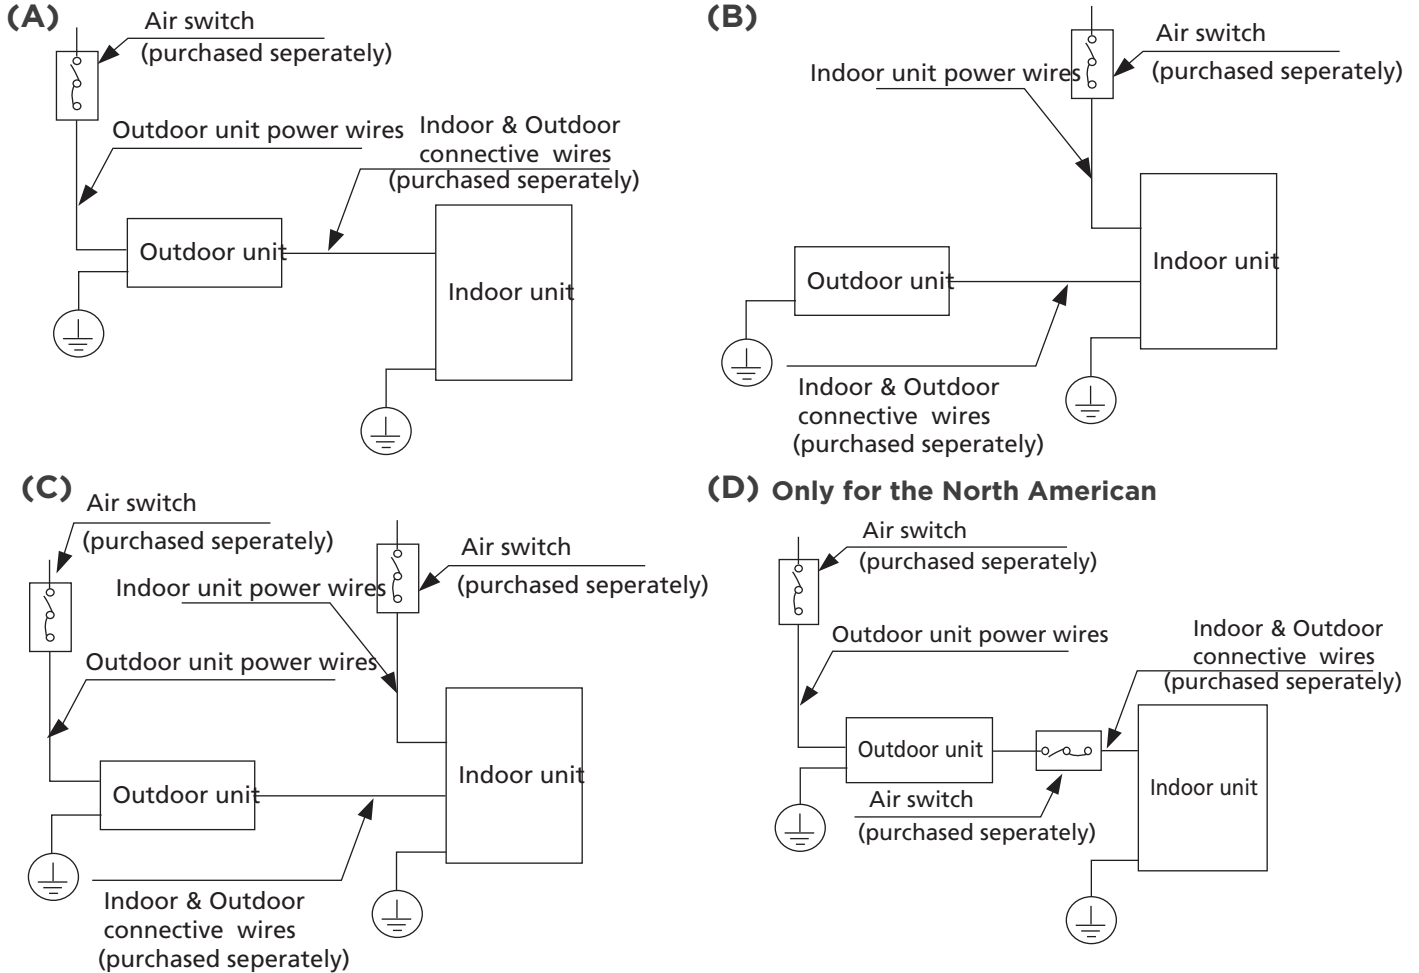 (A)
Air switch
(purchased seperately)
Outdoor unit power wires
Indoor & Outdoor
connective wires
(purchased seperately)
Outdoor unit
Indoor unit
(B)
Air switch
(purchased seperately)
Indoor unit power wires
Outdoor unit
Indoor unit
Indoor & Outdoor
connective wires
(purchased seperately)
(C)
Air switch
(purchased seperately)
Air switch
(purchased seperately)
Indoor unit power wires
Outdoor unit power wires
Outdoor unit
Indoor unit
Indoor & Outdoor
connective wires
(purchased seperately)
(D) Only for the North American
Air switch
(purchased seperately)
Outdoor unit power wires
Indoor & Outdoor
connective wires
(purchased seperately)
Outdoor unit
Indoor unit
Air switch
(purchased seperately)